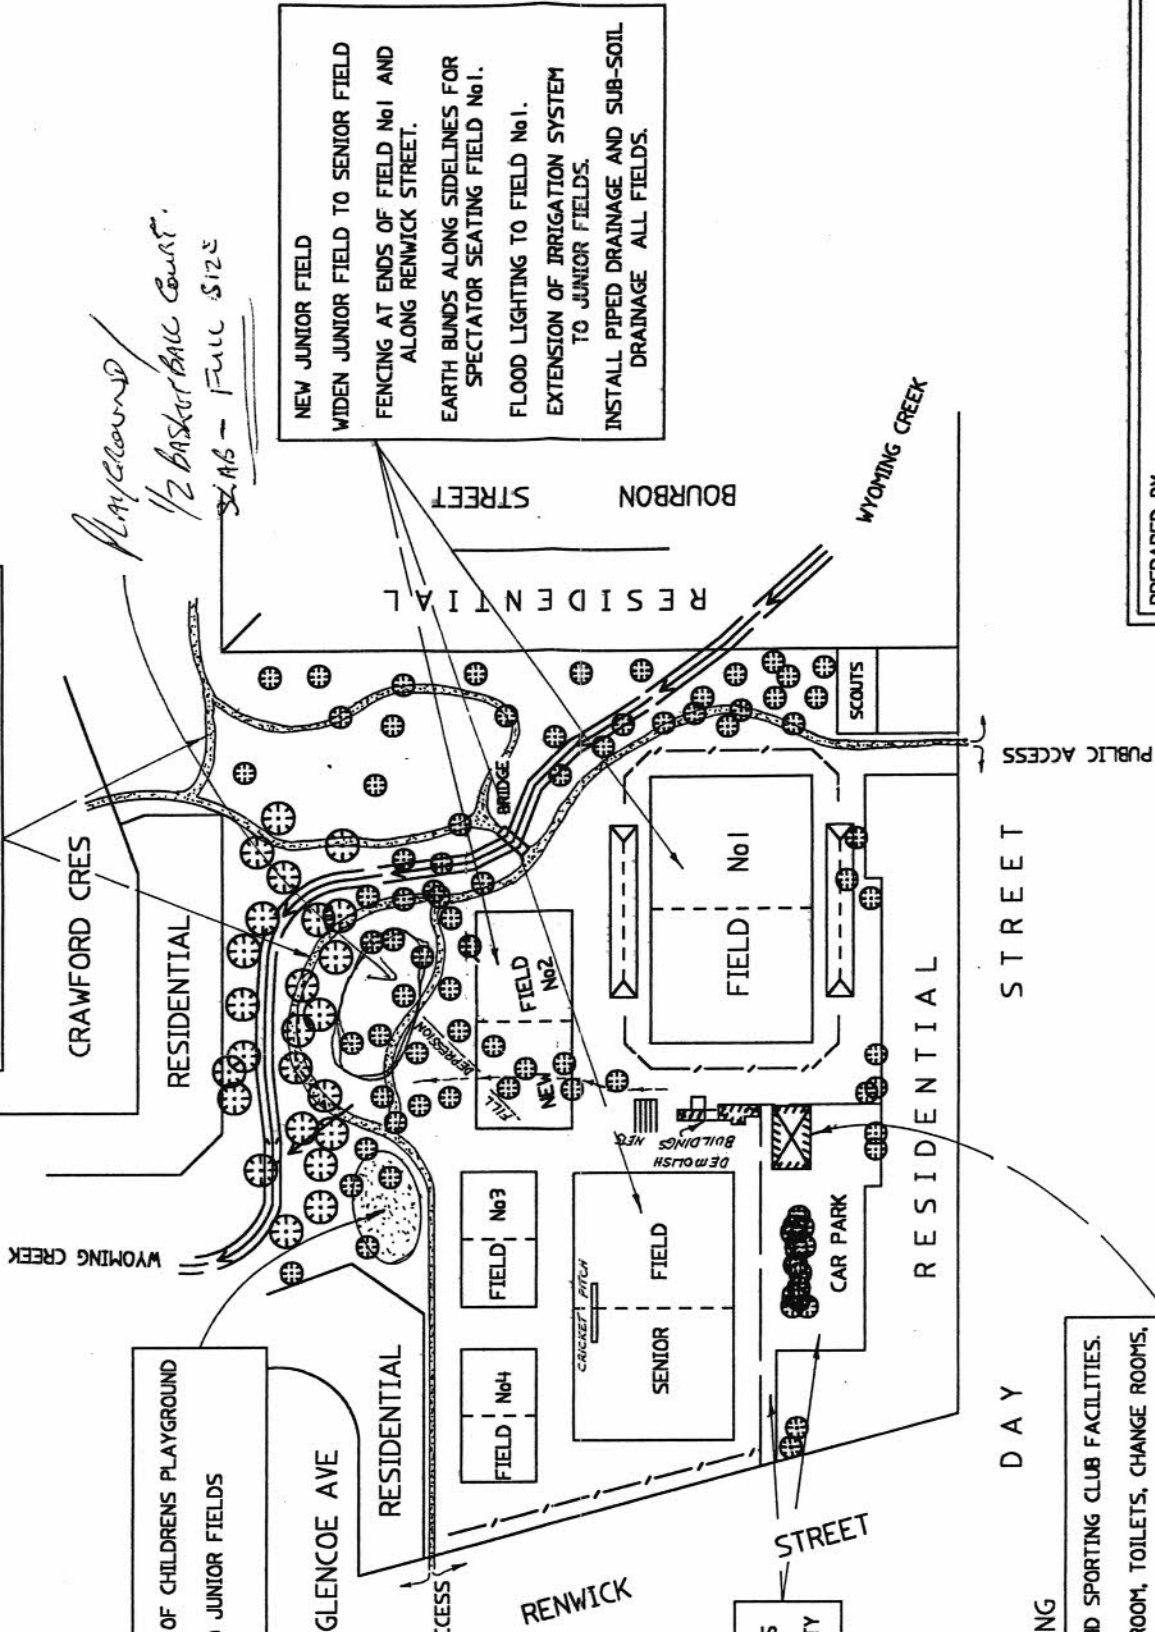 PLAYGROUND/
1/2 BASKETBALL COURT.
SLAB - FULL SIZE
NEW JUNIOR FIELD
WIDEN JUNIOR FIELD TO SENIOR FIELD
FENCING AT ENDS OF FIELD No1 AND
ALONG RENWICK STREET.
EARTH BUNDS ALONG SIDELINES FOR
SPECTATOR SEATING FIELD No1.
FLOOD LIGHTING TO FIELD No1.
EXTENSION OF IRRIGATION SYSTEM
TO JUNIOR FIELDS.
INSTALL PIPED DRAINAGE AND SUB-SOIL
DRAINAGE ALL FIELDS.
BOURBON STREET
RESIDENTIAL
WYOMING CREEK
SCOUTS
PUBLIC ACCESS
CRAWFORD CRES
RESIDENTIAL
BRIDGE
FIELD No1
FIELD No2
NEW
DEPRESSION
FILL
NETS
DEMOLISH
BUILDINGS
WYOMING CREEK
FIELD No3
FIELD No4
CRICKET PITCH
SENIOR FIELD
CAR PARK
RESIDENTIAL
DAY STREET
OF CHILDRENS PLAYGROUND
JUNIOR FIELDS
GLENCOE AVE
RESIDENTIAL
RENWICK STREET
SPORTING CLUB FACILITIES.
ROOM, TOILETS, CHANGE ROOMS,
PREPARED BY